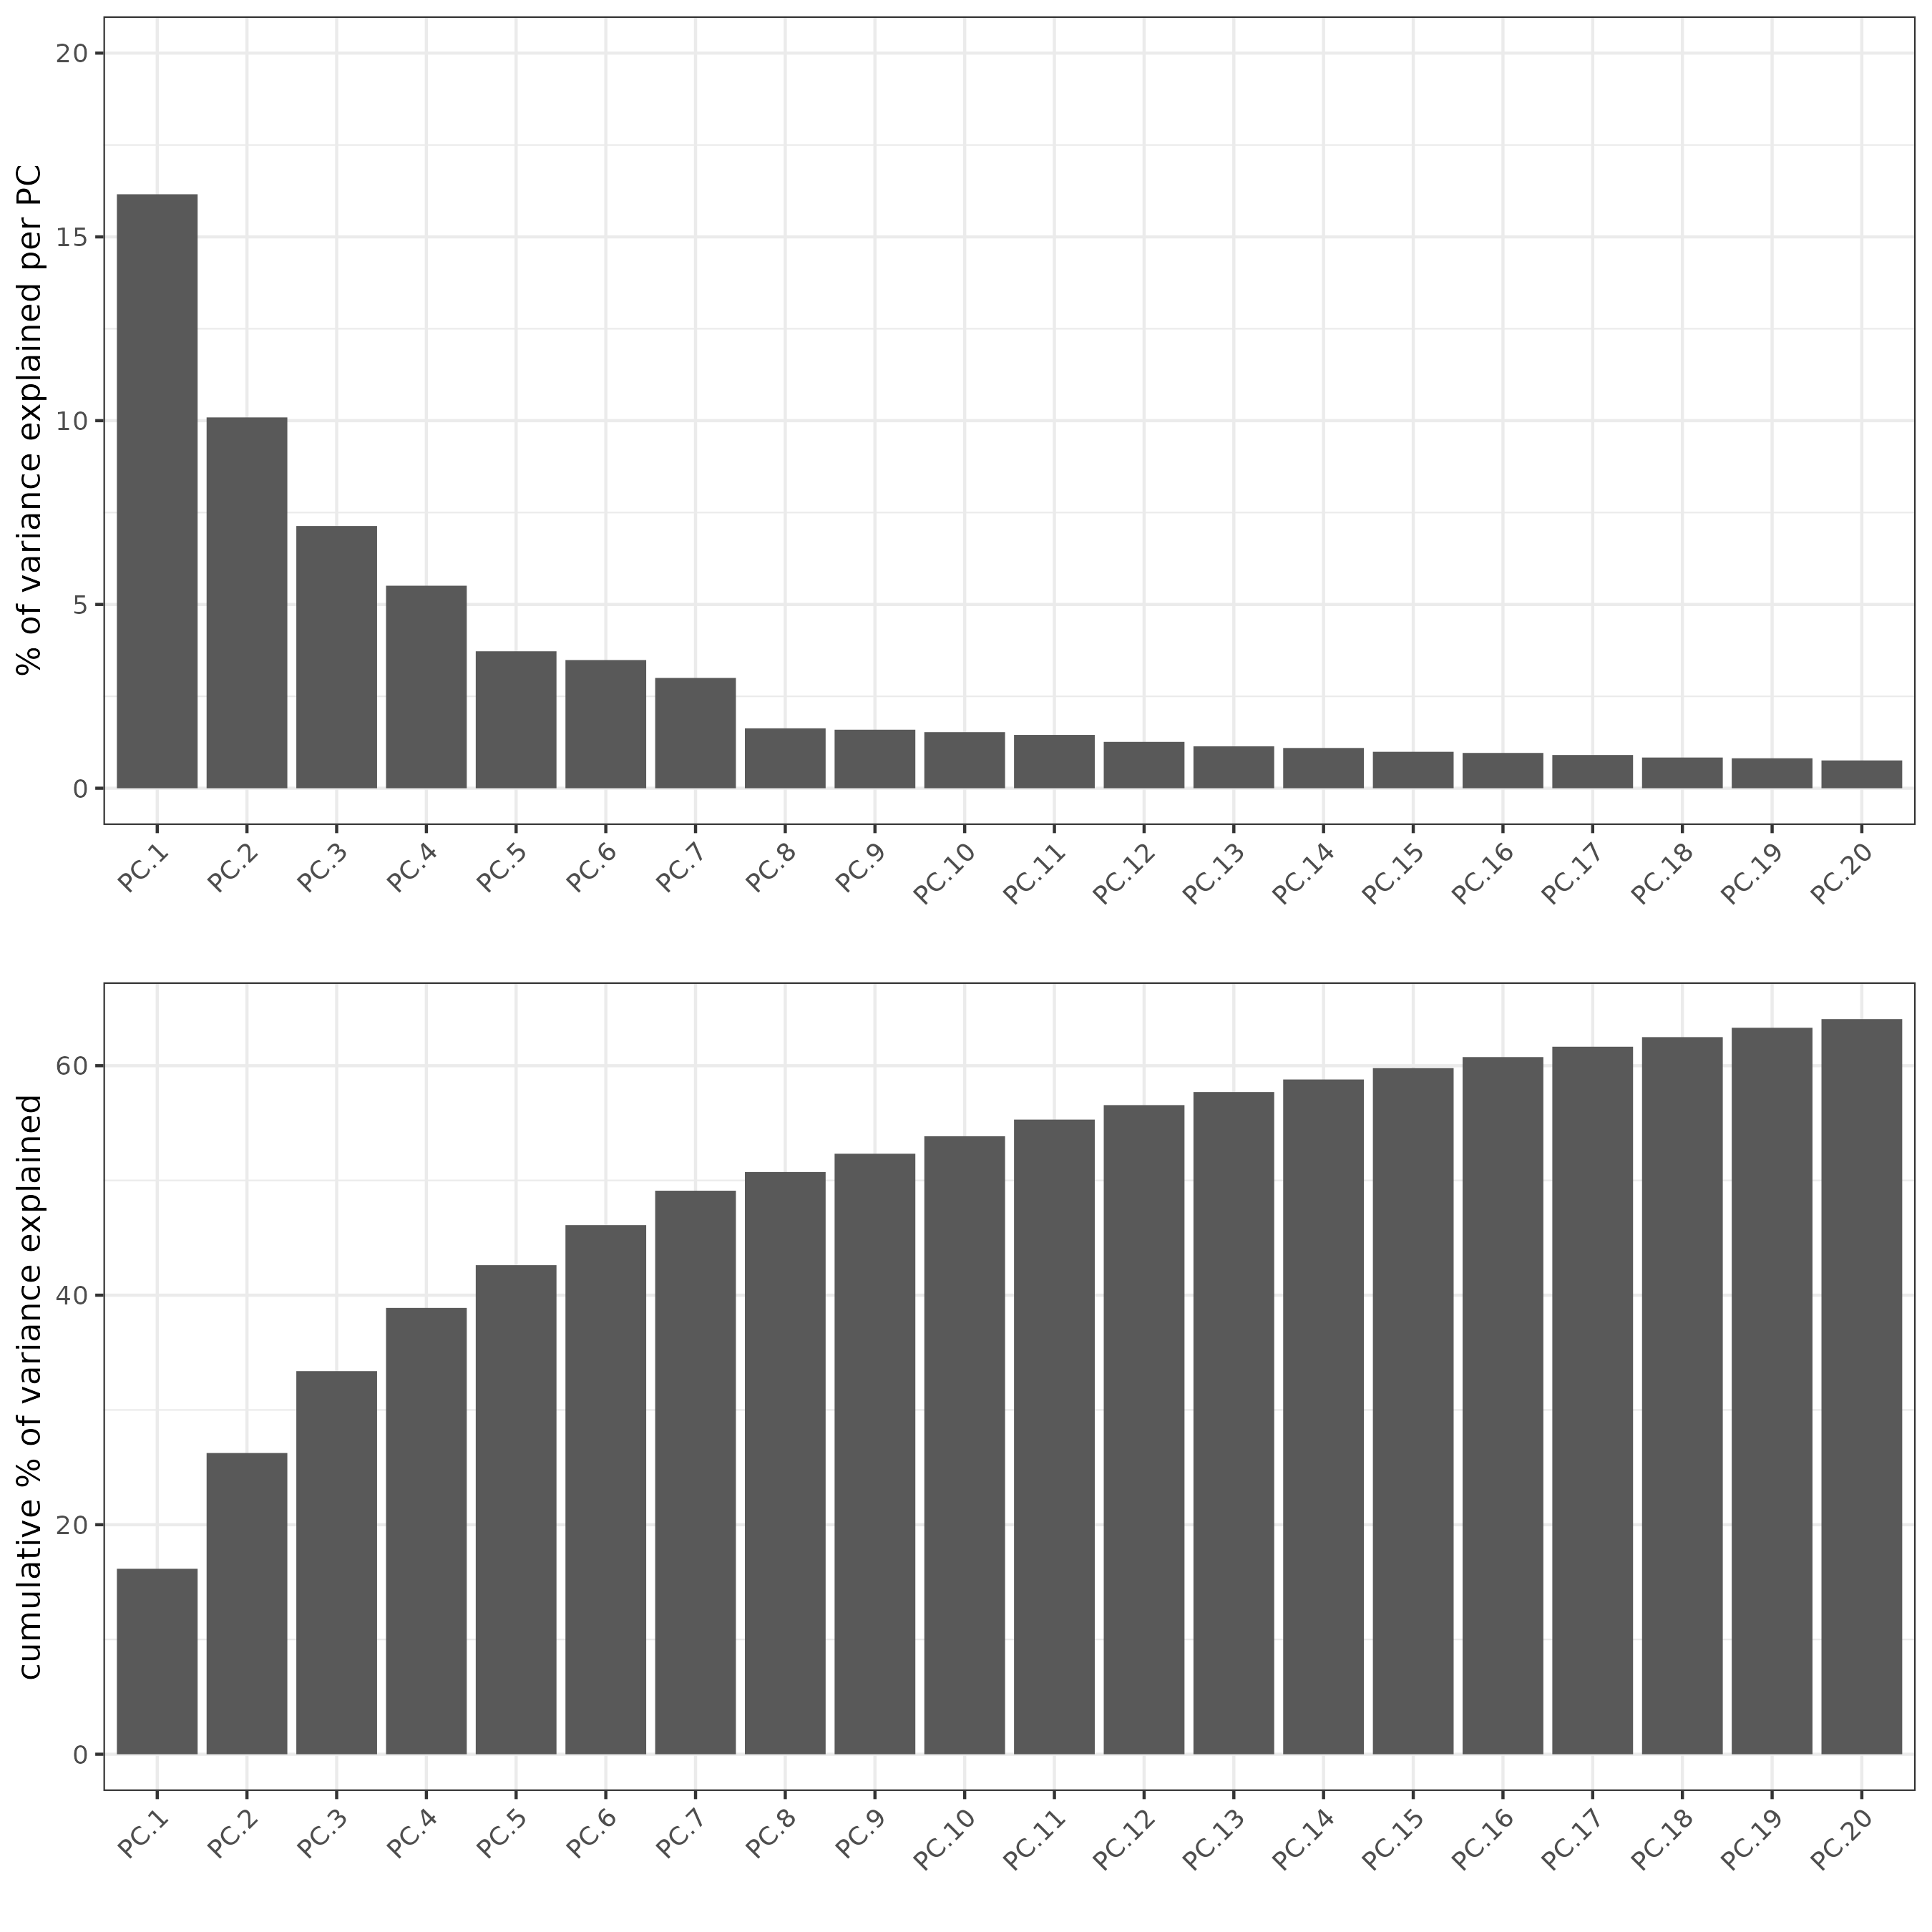 % of variance explained per PC
20
15
10
5
0
PC.1 PC.2 PC.3 PC.4 PC.5 PC.6 PC.7 PC.8 PC.9 PC.10 PC.11 PC.12 PC.13 PC.14 PC.15 PC.16 PC.17 PC.18 PC.19 PC.20
cumulative % of variance explained
60
40
20
0
PC.1 PC.2 PC.3 PC.4 PC.5 PC.6 PC.7 PC.8 PC.9 PC.10 PC.11 PC.12 PC.13 PC.14 PC.15 PC.16 PC.17 PC.18 PC.19 PC.20